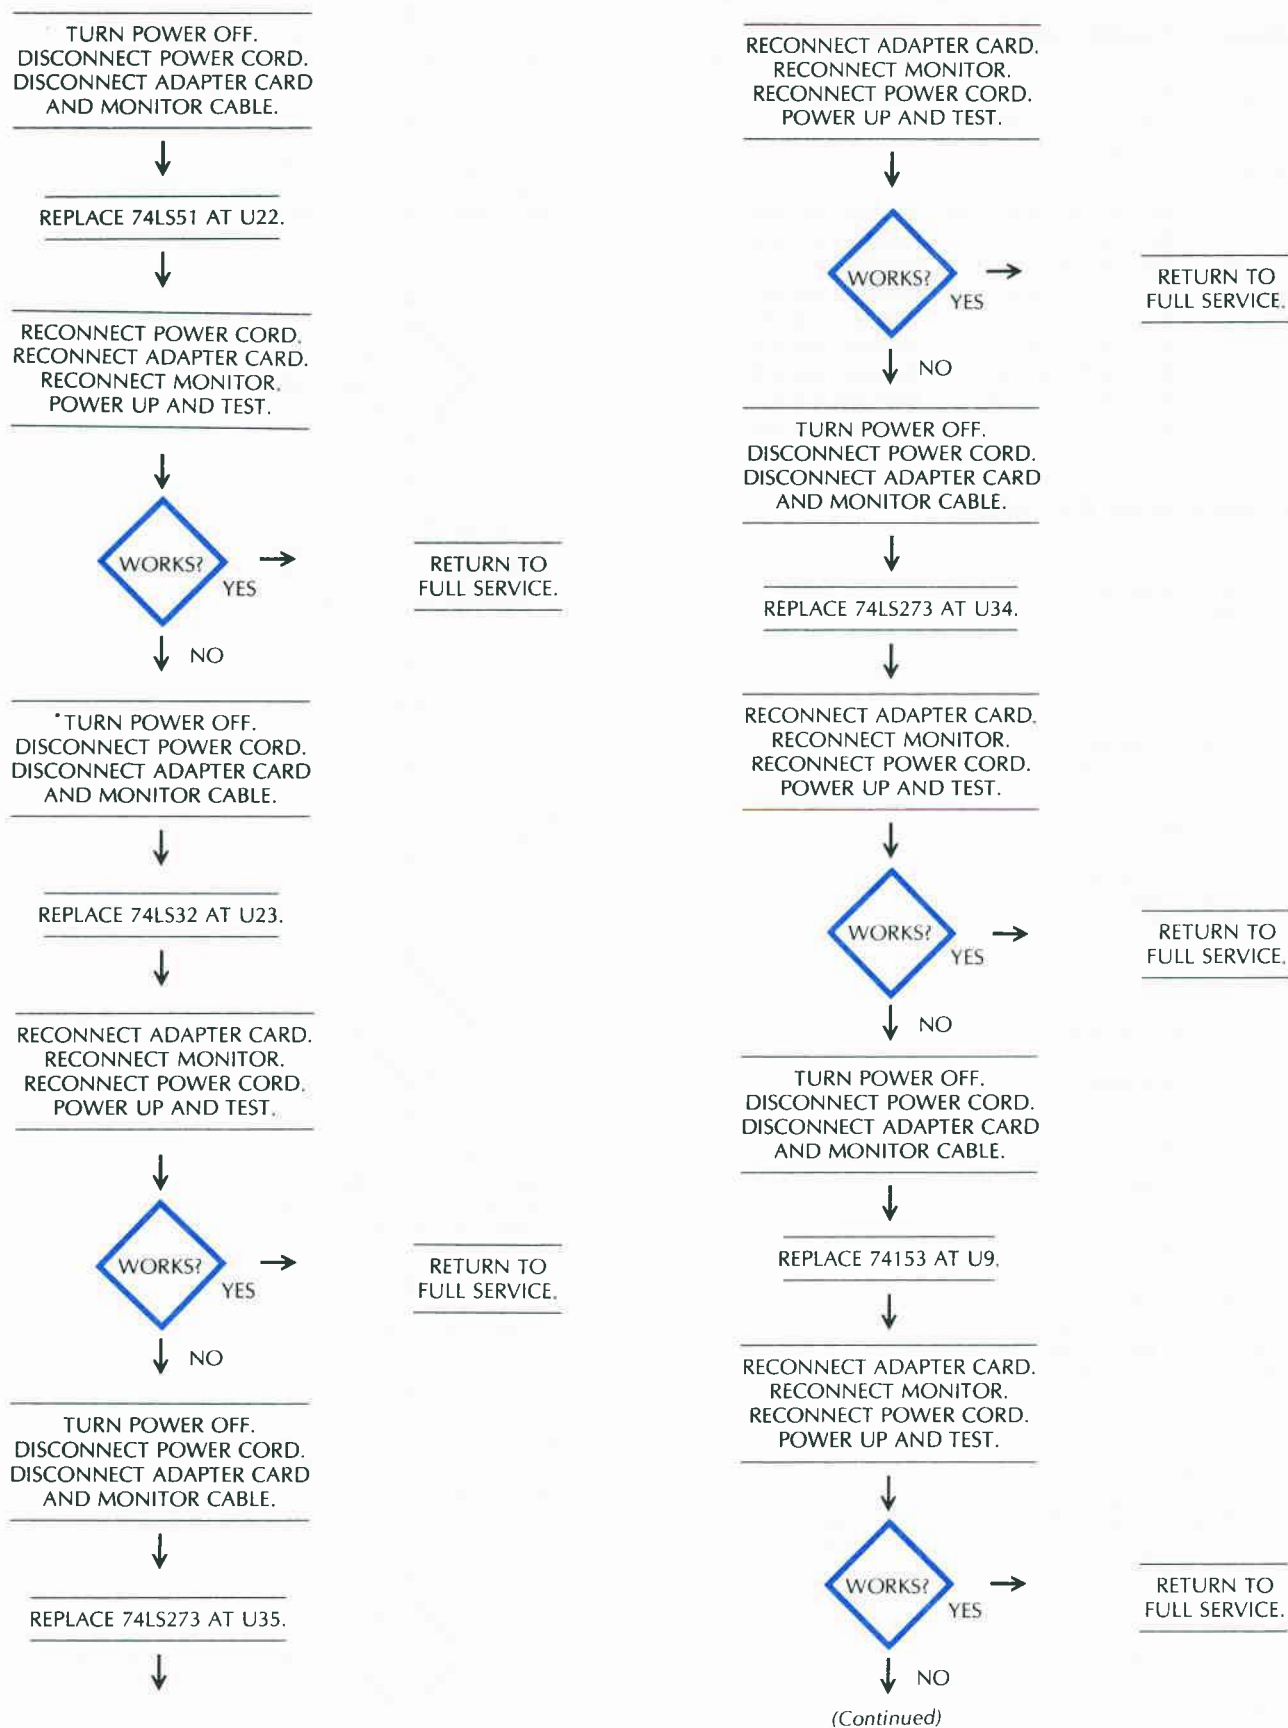 TURN POWER OFF.
DISCONNECT POWER CORD.
DISCONNECT ADAPTER CARD
AND MONITOR CABLE.
REPLACE 74LS51 AT U22.
RECONNECT POWER CORD.
RECONNECT ADAPTER CARD.
RECONNECT MONITOR.
POWER UP AND TEST.
WORKS?
YES
RETURN TO
FULL SERVICE.
NO
TURN POWER OFF.
DISCONNECT POWER CORD.
DISCONNECT ADAPTER CARD
AND MONITOR CABLE.
REPLACE 74LS32 AT U23.
RECONNECT ADAPTER CARD.
RECONNECT MONITOR.
RECONNECT POWER CORD.
POWER UP AND TEST.
WORKS?
YES
RETURN TO
FULL SERVICE.
NO
TURN POWER OFF.
DISCONNECT POWER CORD.
DISCONNECT ADAPTER CARD
AND MONITOR CABLE.
REPLACE 74LS273 AT U35.
RECONNECT ADAPTER CARD.
RECONNECT MONITOR.
RECONNECT POWER CORD.
POWER UP AND TEST.
WORKS?
YES
RETURN TO
FULL SERVICE.
NO
TURN POWER OFF.
DISCONNECT POWER CORD.
DISCONNECT ADAPTER CARD
AND MONITOR CABLE.
REPLACE 74LS273 AT U34.
RECONNECT ADAPTER CARD.
RECONNECT MONITOR.
RECONNECT POWER CORD.
POWER UP AND TEST.
WORKS?
YES
RETURN TO
FULL SERVICE.
NO
TURN POWER OFF.
DISCONNECT POWER CORD.
DISCONNECT ADAPTER CARD
AND MONITOR CABLE.
REPLACE 74153 AT U9.
RECONNECT ADAPTER CARD.
RECONNECT MONITOR.
RECONNECT POWER CORD.
POWER UP AND TEST.
WORKS?
YES
RETURN TO
FULL SERVICE.
NO
(Continued)